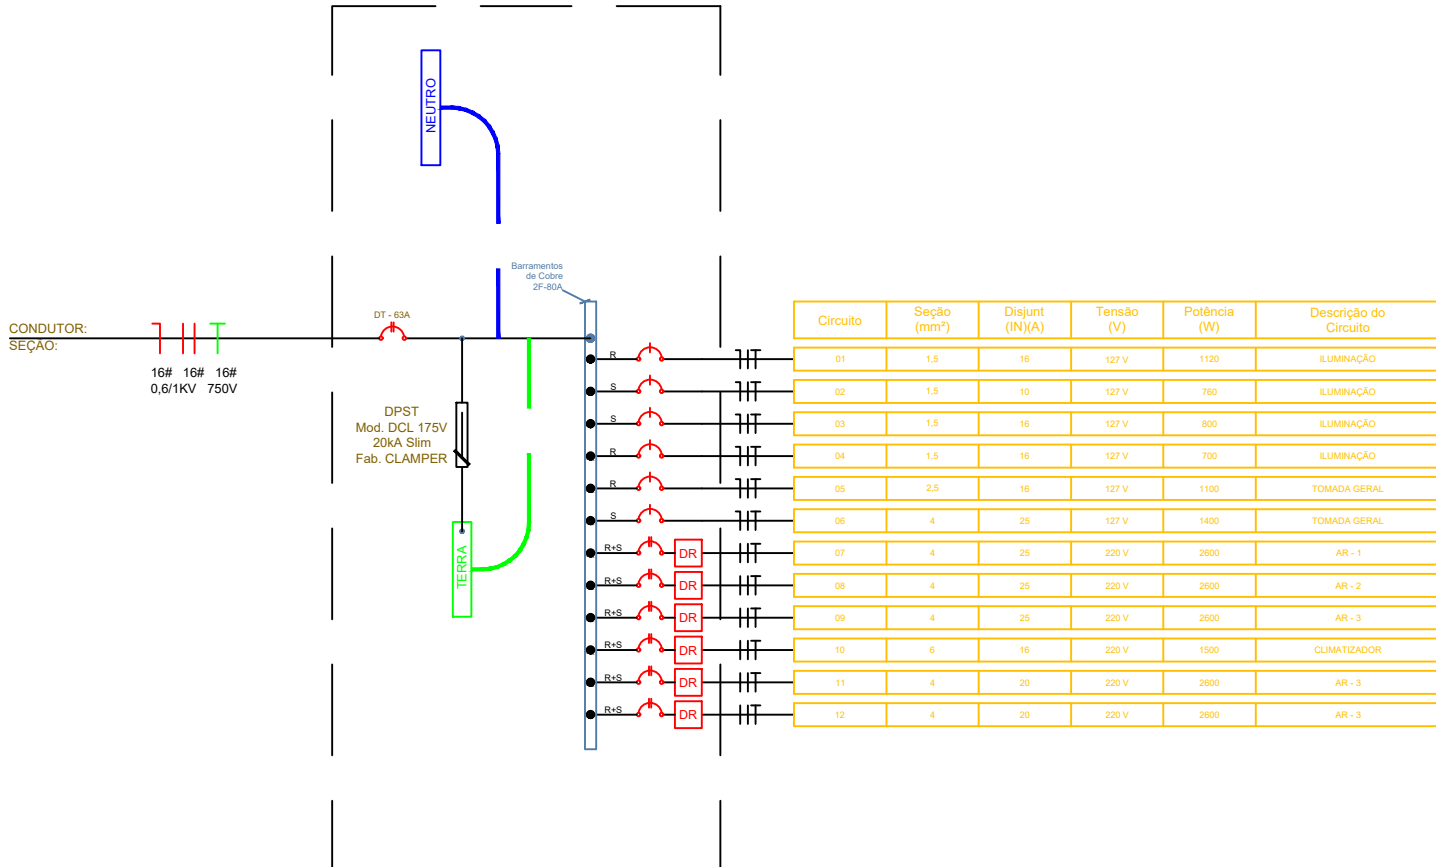 NEUTRO
Barramentos
de Cobre
2F-80A
CONDUTOR:
SEÇÃO:
DT - 63A
16# 16# 16#
0,6/1KV 750V
DPST
Mod. DCL 175V
20kA Slim
Fab. CLAMPER
TERRA
Circuito Seção (mm²) Disjunt (IN)(A) Tensão (V) Potência (W) Descrição do Circuito
R 01 1,5 16 127 V 1120 ILUMINAÇÃO
S 02 1,5 10 127 V 760 ILUMINAÇÃO
S 03 1,5 16 127 V 800 ILUMINAÇÃO
R 04 1,5 16 127 V 700 ILUMINAÇÃO
R 05 2,5 16 127 V 1100 TOMADA GERAL
S 06 4 25 127 V 1400 TOMADA GERAL
R+S DR 07 4 25 220 V 2600 AR - 1
R+S DR 08 4 25 220 V 2600 AR - 2
R+S DR 09 4 25 220 V 2600 AR - 3
R+S DR 10 6 16 220 V 1500 CLIMATIZADOR
R+S DR 11 4 20 220 V 2600 AR - 3
R+S DR 12 4 20 220 V 2600 AR - 3